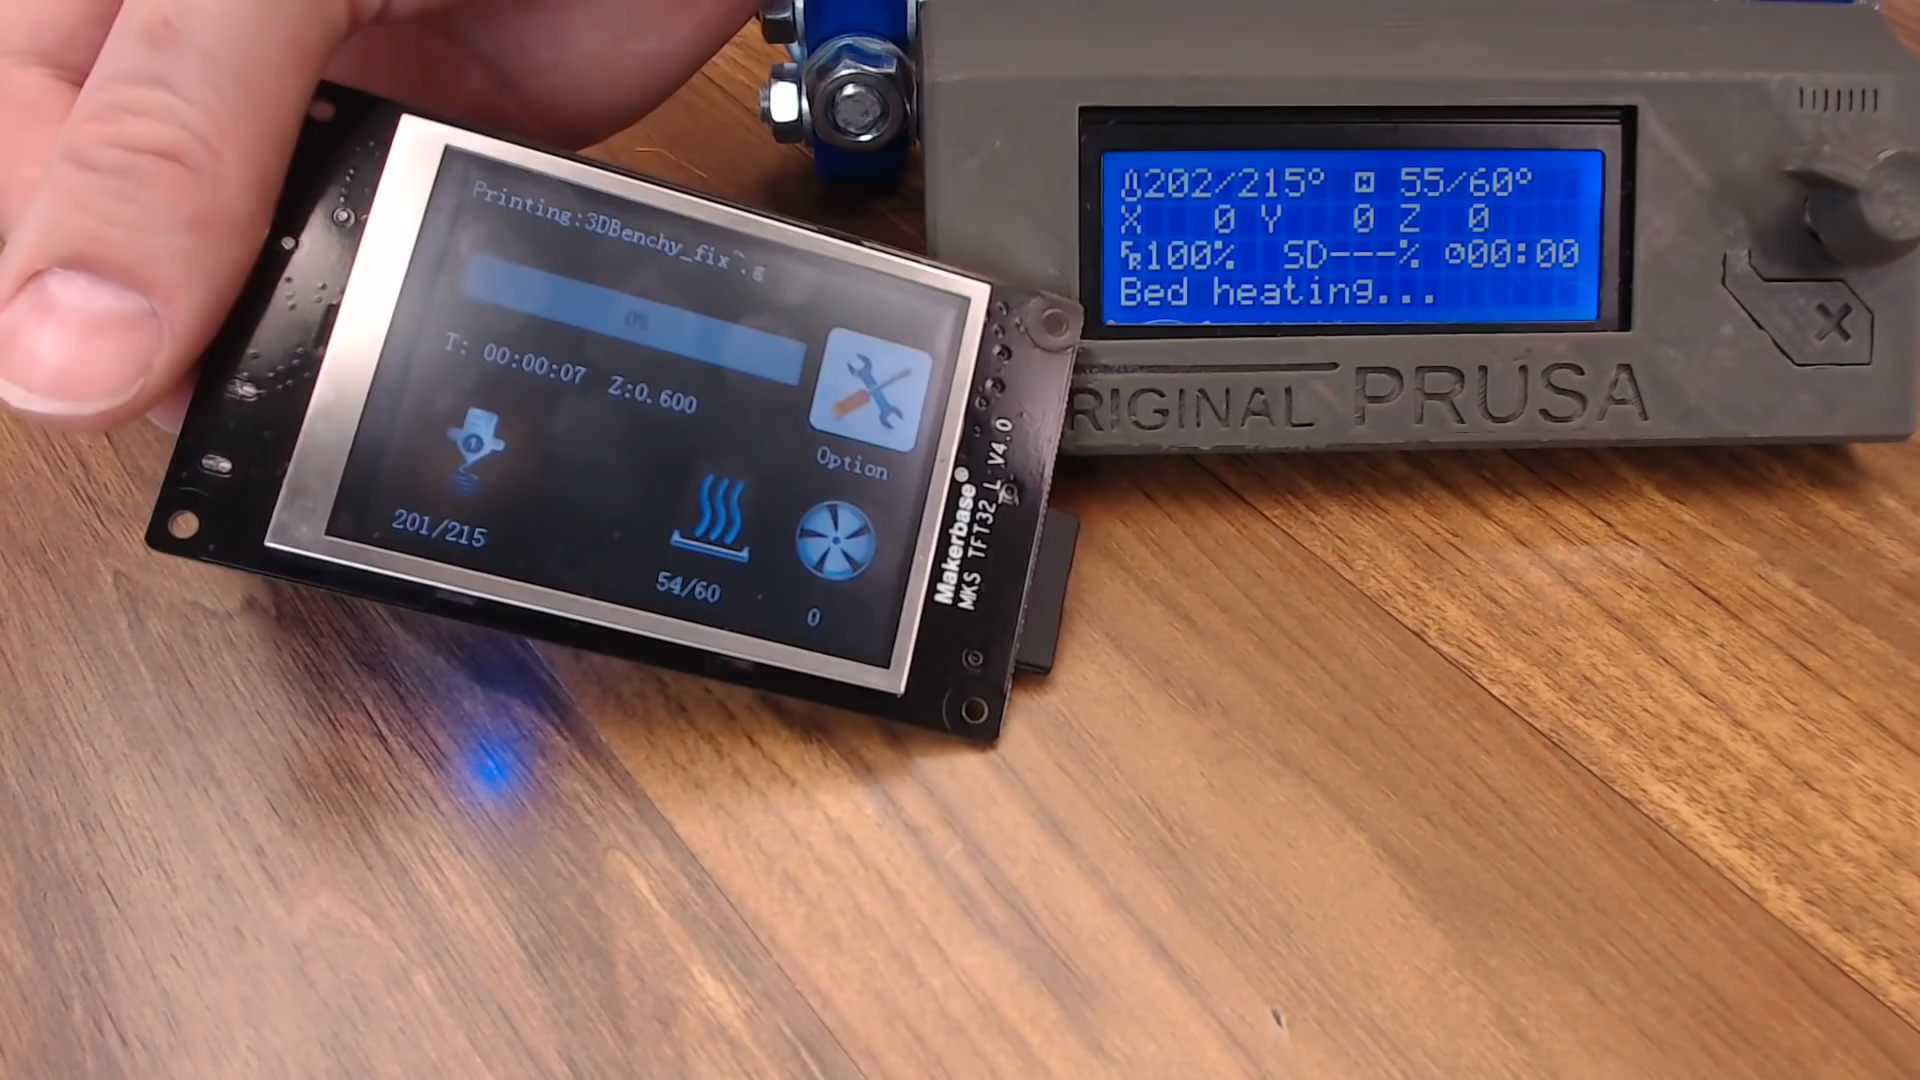 Printing:3DBenchy_fix~.g
0%
T: 00:00:07 Z:0.600
Option
201/215
54/60
0
Makerbase®
MKS TFT32_L V4.0
202/215° 55/60°
X 0 Y 0 Z 0
100% SD---% 00:00
Bed heating...
RIGINAL PRUSA